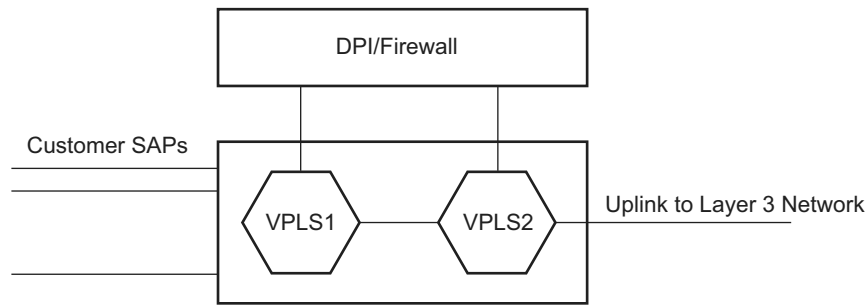 DPI/Firewall
Customer SAPs
VPLS1
VPLS2
Uplink to Layer 3 Network